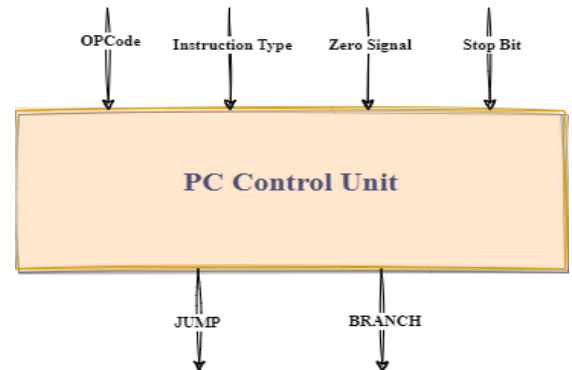 OPCode
Instruction Type
Zero Signal
Stop Bit
PC Control Unit
JUMP
BRANCH